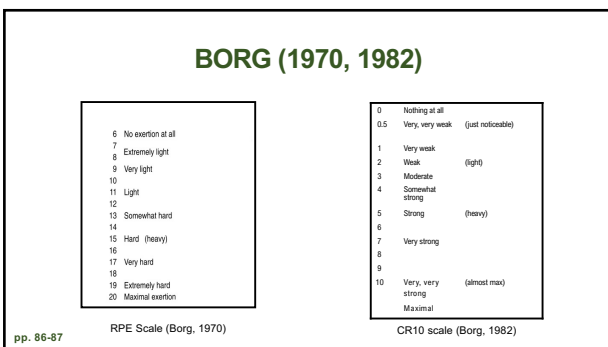 BORG (1970, 1982)
6 No exertion at all
7
Extremely light
8
9 Very light
10
11 Light
12
13 Somewhat hard
14
15 Hard (heavy)
16
17 Very hard
18
19 Extremely hard
20 Maximal exertion
RPE Scale (Borg, 1970)
0 Nothing at all
0.5 Very, very weak (just noticeable)
1 Very weak
2 Weak (light)
3 Moderate
4 Somewhat
strong
5 Strong (heavy)
6
7 Very strong
8
9
10 Very, very (almost max)
strong
Maximal
CR10 scale (Borg, 1982)
pp. 86-87